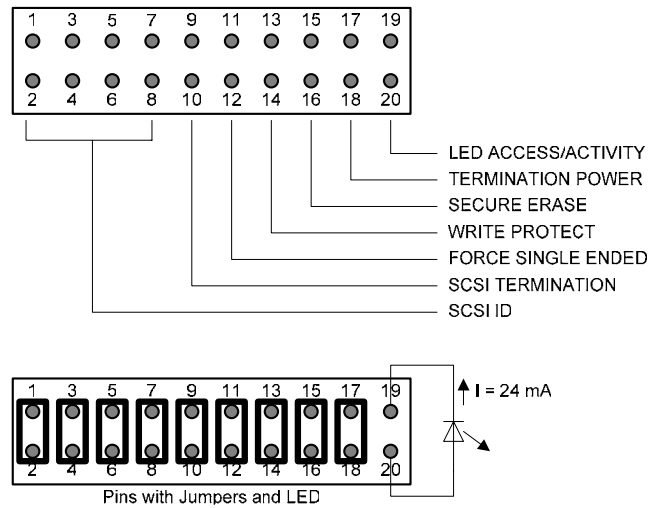 1 3 5 7 9 11 13 15 17 19
2 4 6 8 10 12 14 16 18 20
LED ACCESS/ACTIVITY
TERMINATION POWER
SECURE ERASE
WRITE PROTECT
FORCE SINGLE ENDED
SCSI TERMINATION
SCSI ID
1 3 5 7 9 11 13 15 17 19
I = 24 mA
2 4 6 8 10 12 14 16 18 20
Pins with Jumpers and LED